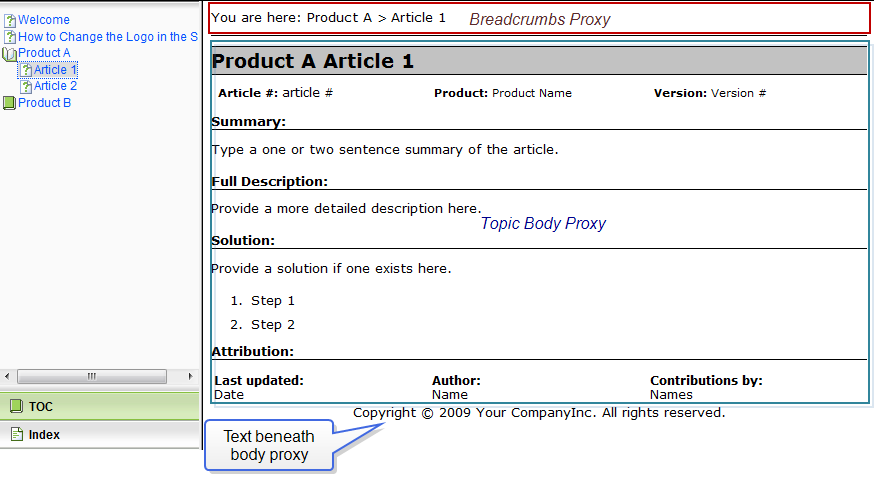 Welcome
How to Change the Logo in the S
Product A
Article 1
Article 2
Product B
TOC
Index
You are here: Product A > Article 1 Breadcrumbs Proxy
Product A Article 1
Article #: article # Product: Product Name Version: Version #
Summary:
Type a one or two sentence summary of the article.
Full Description:
Provide a more detailed description here.
Topic Body Proxy
Solution:
Provide a solution if one exists here.
1. Step 1
2. Step 2
Attribution:
Last updated: Author: Contributions by:
Date Name Names
Copyright © 2009 Your CompanyInc. All rights reserved.
Text beneath
body proxy